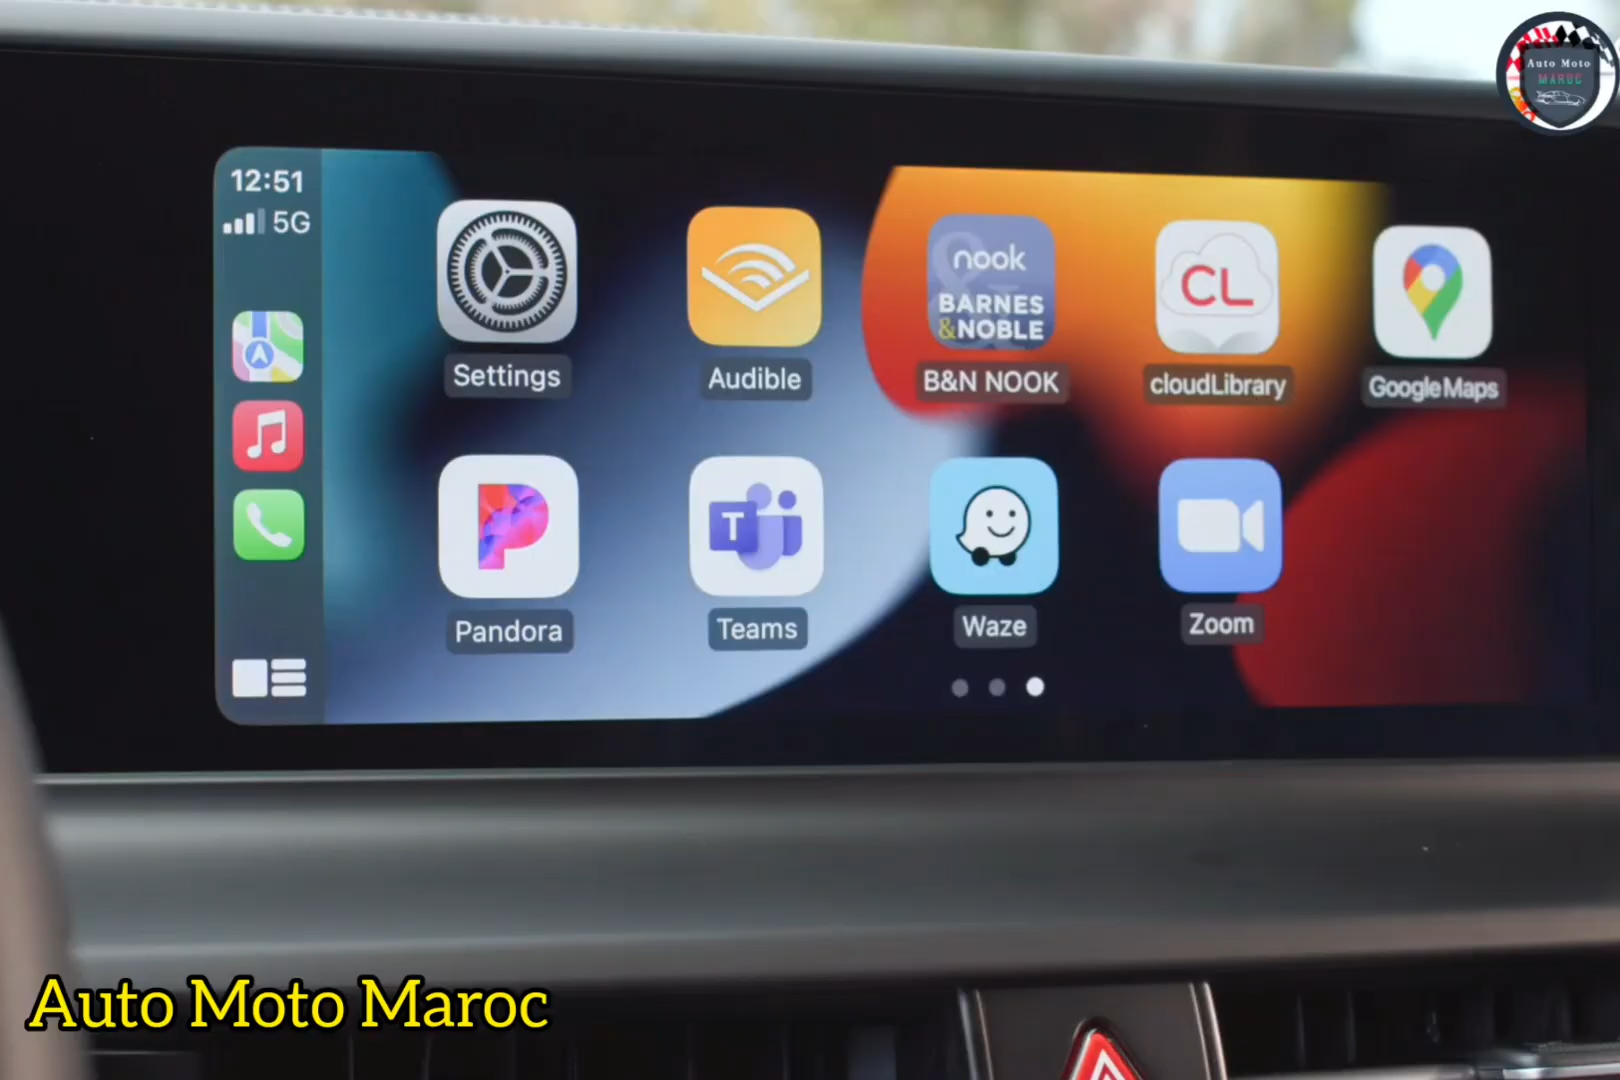 Auto Moto
MAROC
12:51
5G
nook
BARNES
&NOBLE
CL
Settings
Audible
B&N NOOK
cloudLibrary
Google Maps
T
Pandora
Teams
Waze
Zoom
Auto Moto Maroc